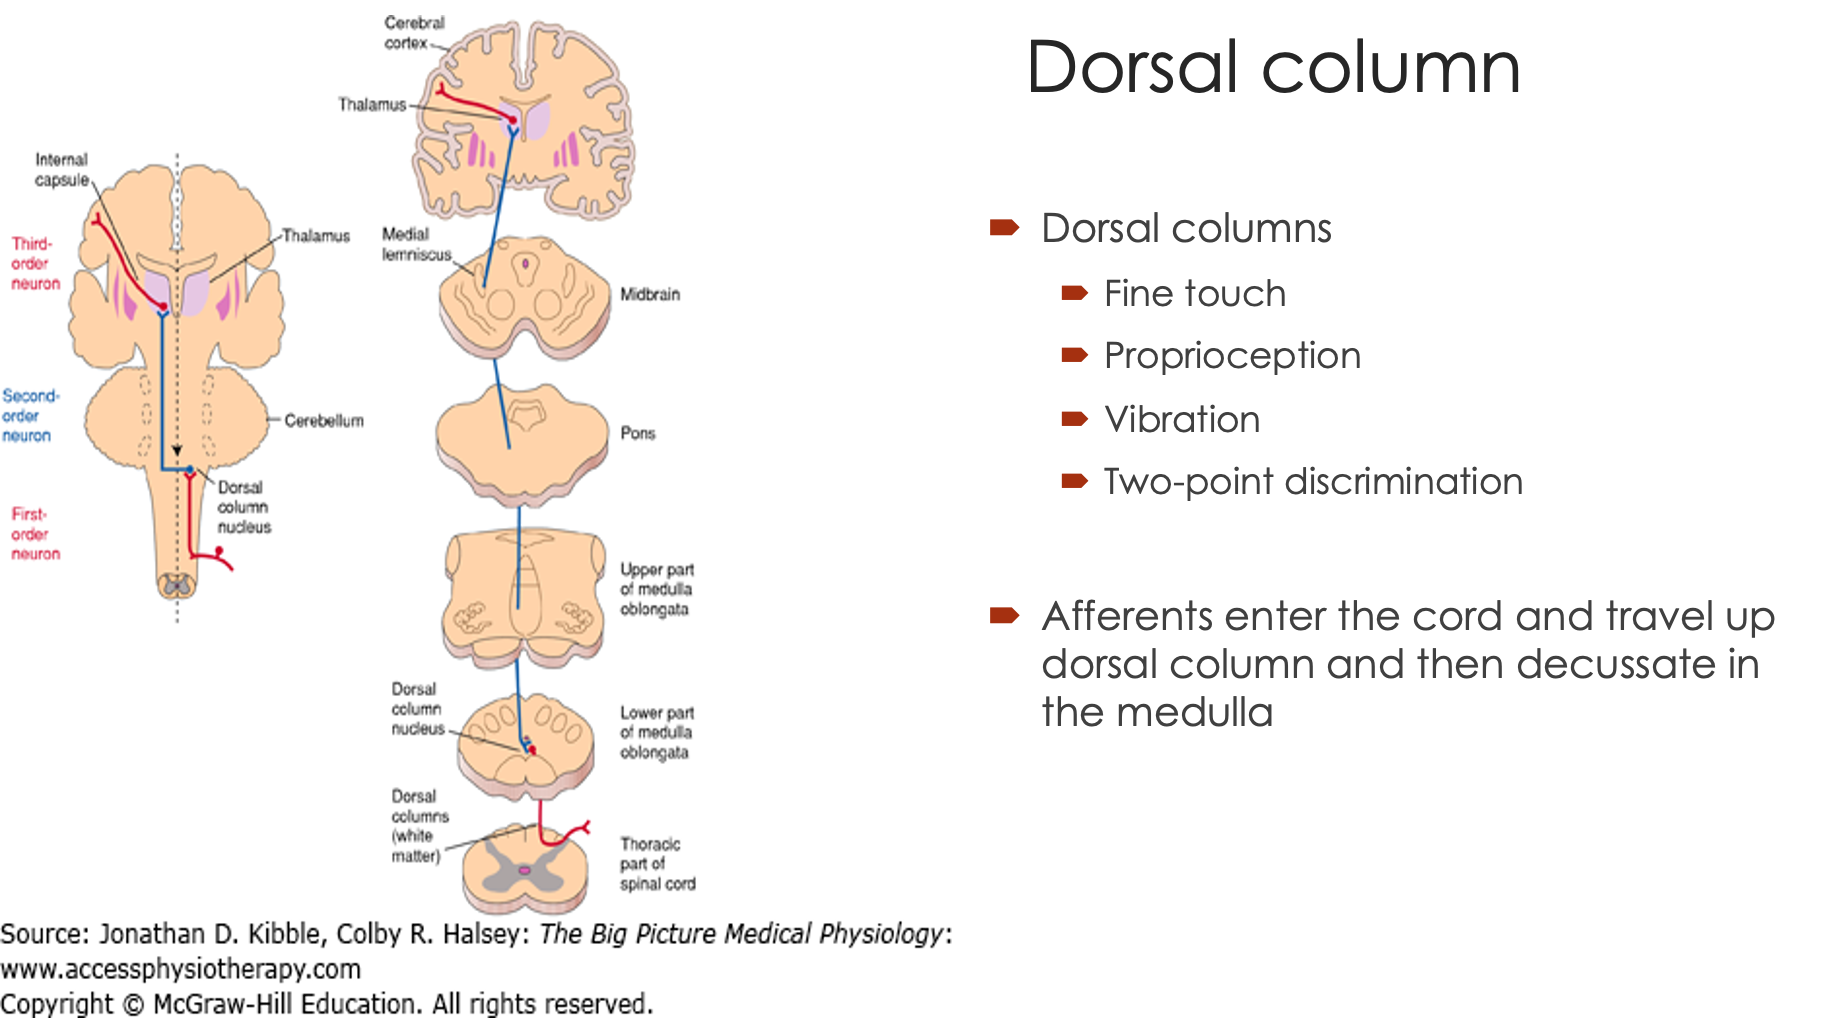 Dorsal column
Cerebral
cortex
Thalamus
Internal
capsule
Third-
order
neuron
Thalamus
Second-
order
neuron
Cerebellum
First-
order
neuron
Dorsal
column
nucleus
Medial
lemniscus
Midbrain
Pons
Upper part
of medulla
oblongata
Dorsal
column
nucleus
Lower part
of medulla
oblongata
Dorsal
columns
(white
matter)
Thoracic
part of
spinal cord
Source: Jonathan D. Kibble, Colby R. Halsey: The Big Picture Medical Physiology:
www.accessphysiotherapy.com
Copyright © McGraw-Hill Education. All rights reserved.
Dorsal columns
Fine touch
Proprioception
Vibration
Two-point discrimination
Afferents enter the cord and travel up
dorsal column and then decussate in
the medulla